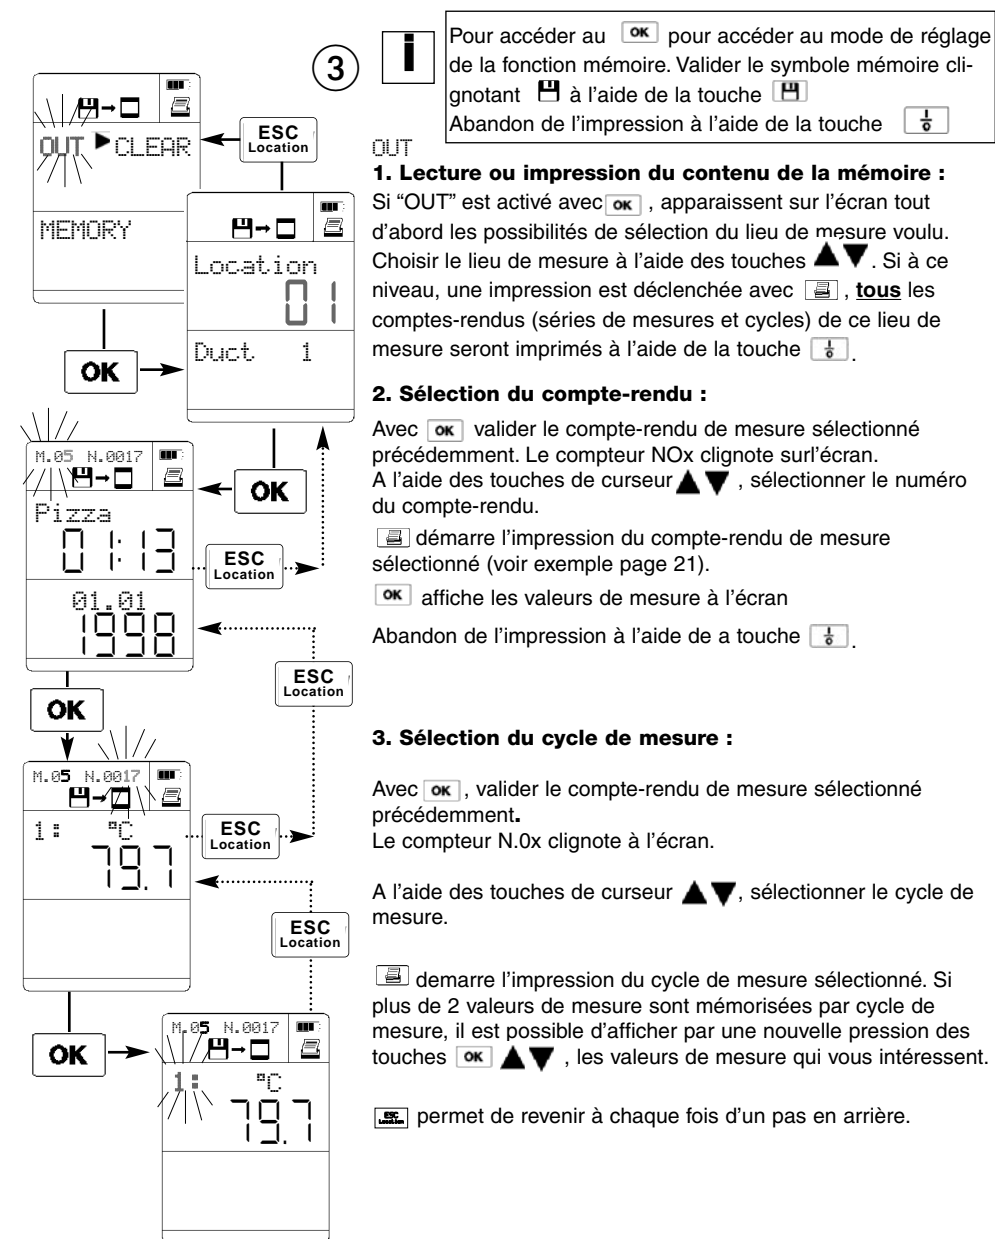 3
i
Pour accéder au OK pour accéder au mode de réglage
de la fonction mémoire. Valider le symbole mémoire cli-
gnotant à l'aide de la touche
Abandon de l'impression à l'aide de la touche I/O
OUT
1. Lecture ou impression du contenu de la mémoire :
Si “OUT” est activé avec OK , apparaissent sur l'écran tout
d'abord les possibilités de sélection du lieu de mesure voulu.
Choisir le lieu de mesure à l'aide des touches ▲▼. Si à ce
niveau, une impression est déclenchée avec , tous les
comptes-rendus (séries de mesures et cycles) de ce lieu de
mesure seront imprimés à l'aide de la touche I/O .
2. Sélection du compte-rendu :
Avec OK valider le compte-rendu de mesure sélectionné
précédemment. Le compteur NOx clignote surl'écran.
A l'aide des touches de curseur ▲▼ , sélectionner le numéro
du compte-rendu.
démarre l'impression du compte-rendu de mesure
sélectionné (voir exemple page 21).
OK affiche les valeurs de mesure à l'écran
Abandon de l'impression à l'aide de a touche I/O .
3. Sélection du cycle de mesure :
Avec OK , valider le compte-rendu de mesure sélectionné
précédemment.
Le compteur N.0x clignote à l'écran.
A l'aide des touches de curseur ▲▼, sélectionner le cycle de
mesure.
demarre l'impression du cycle de mesure sélectionné. Si
plus de 2 valeurs de mesure sont mémorisées par cycle de
mesure, il est possible d'afficher par une nouvelle pression des
touches OK ▲▼ , les valeurs de mesure qui vous intéressent.
ESC Location permet de revenir à chaque fois d'un pas en arrière.
OUT ▶CLEAR
MEMORY
ESC
Location
Location
01
Duct 1
OK
OK
M.05 N.0017
Pizza
01:13
01.01
1998
ESC
Location
ESC
Location
OK
M.05 N.0017
1: °C
79.7
ESC
Location
ESC
Location
OK
M.05 N.0017
1: °C
79.7